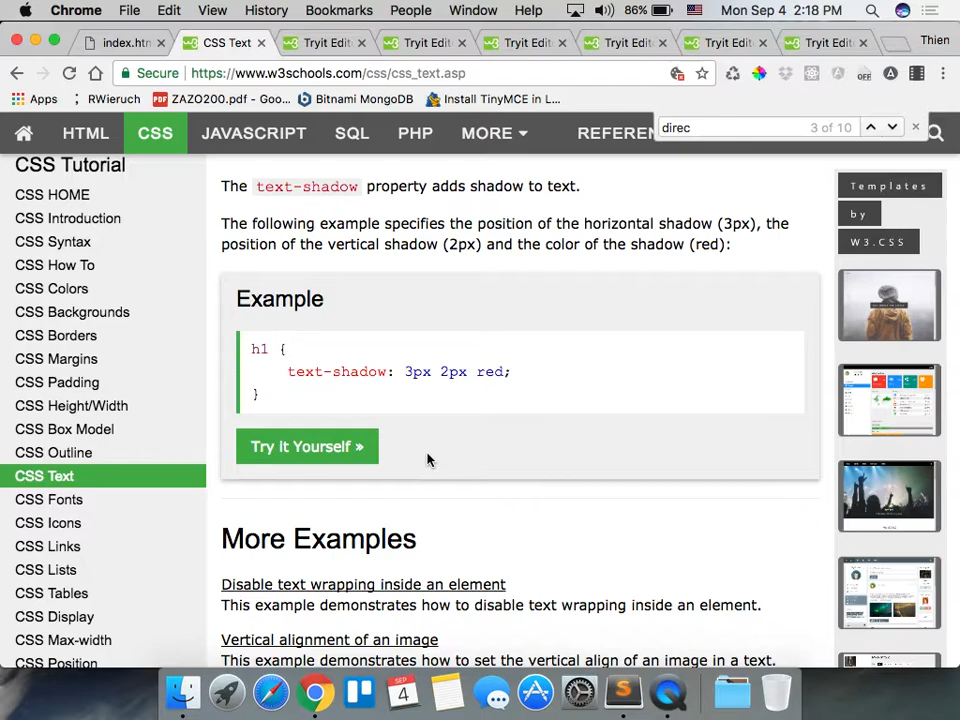 Chrome File Edit View History Bookmarks People Window Help 86% Mon Sep 4 2:18 PM
index.htn CSS Text Tryit Edit Tryit Edit Tryit Edit Tryit Edit Tryit Edit Tryit Edit Thien
Secure https://www.w3schools.com/css/css_text.asp OFF
Apps RWieruch ZAZO200.pdf - Goo... Bitnami MongoDB Install TinyMCE in L...
HTML CSS JAVASCRIPT SQL PHP MORE REFEREN
direc 3 of 10
CSS Tutorial
CSS HOME
CSS Introduction
CSS Syntax
CSS How To
CSS Colors
CSS Backgrounds
CSS Borders
CSS Margins
CSS Padding
CSS Height/Width
CSS Box Model
CSS Outline
CSS Text
CSS Fonts
CSS Icons
CSS Links
CSS Lists
CSS Tables
CSS Display
CSS Max-width
CSS Position
The text-shadow property adds shadow to text.
The following example specifies the position of the horizontal shadow (3px), the
position of the vertical shadow (2px) and the color of the shadow (red):
Example
h1 {
text-shadow: 3px 2px red;
}
Try it Yourself »
More Examples
Disable text wrapping inside an element
This example demonstrates how to disable text wrapping inside an element.
Vertical alignment of an image
This example demonstrates how to set the vertical align of an image in a text.
Templates
by
W3.CSS
SEP
4